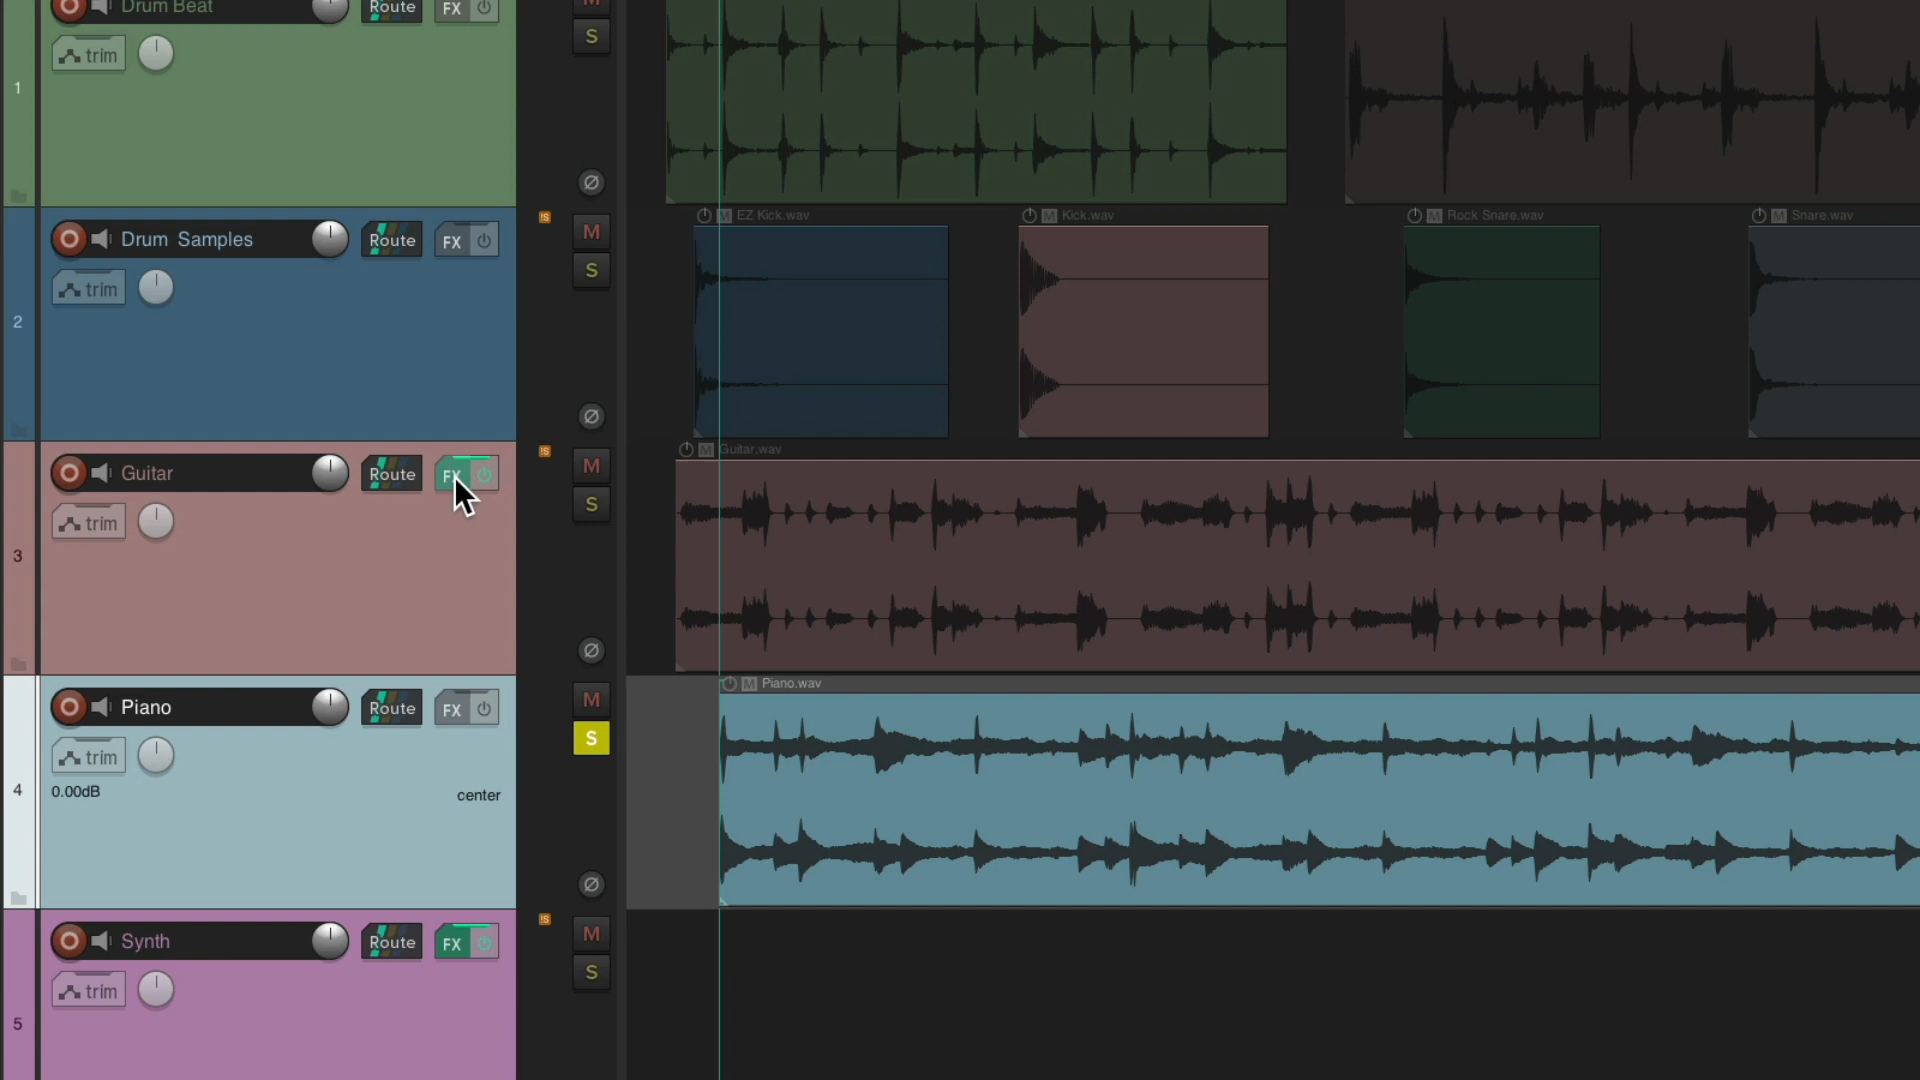 Drum Beat Route FX M
trim S
1
EZ Kick.wav M Kick.wav M Rock Snare.wav M Snare.wav M
Drum Samples Route FX !S M
trim S
2
M Guitar.wav
Guitar Route FX !S M
trim S
3
M Piano.wav
Piano Route FX M
trim S
0.00dB center
4
Synth Route FX !S M
trim S
5